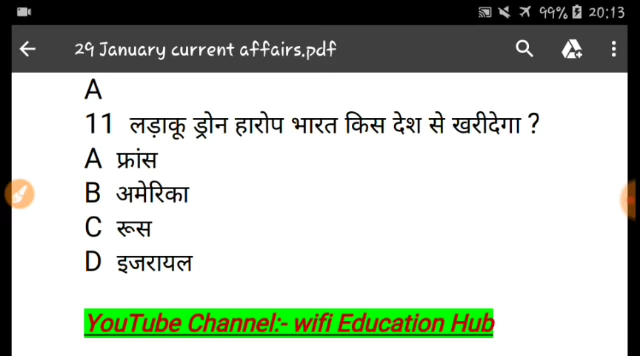 99% 20:13
29 January current affairs.pdf
A
11 लड़ाकू ड्रोन हारोप भारत किस देश से खरीदेगा ?
A फ्रांस
B अमेरिका
C रूस
D इजरायल
YouTube Channel:- wifi Education Hub